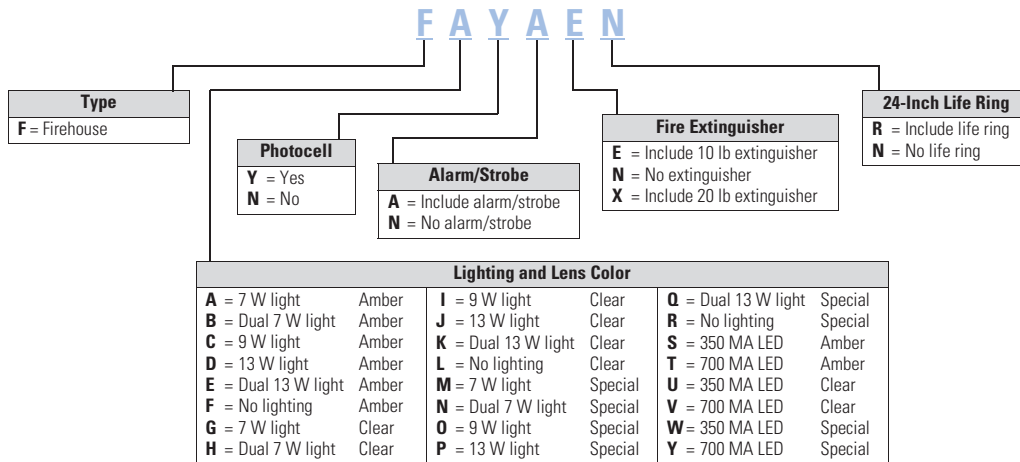 F A Y A E N
Type
F = Firehouse
Photocell
Y = Yes
N = No
Alarm/Strobe
A = Include alarm/strobe
N = No alarm/strobe
Fire Extinguisher
E = Include 10 lb extinguisher
N = No extinguisher
X = Include 20 lb extinguisher
24-Inch Life Ring
R = Include life ring
N = No life ring
Lighting and Lens Color
A = 7 W light Amber
B = Dual 7 W light Amber
C = 9 W light Amber
D = 13 W light Amber
E = Dual 13 W light Amber
F = No lighting Amber
G = 7 W light Clear
H = Dual 7 W light Clear
I = 9 W light Clear
J = 13 W light Clear
K = Dual 13 W light Clear
L = No lighting Clear
M = 7 W light Special
N = Dual 7 W light Special
O = 9 W light Special
P = 13 W light Special
Q = Dual 13 W light Special
R = No lighting Special
S = 350 MA LED Amber
T = 700 MA LED Amber
U = 350 MA LED Clear
V = 700 MA LED Clear
W = 350 MA LED Special
Y = 700 MA LED Special